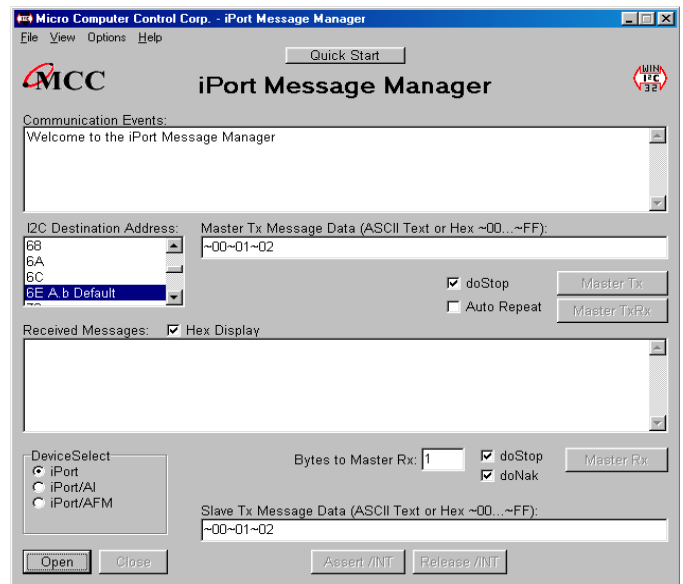 Micro Computer Control Corp. - iPort Message Manager
File View Options Help
Quick Start
MCC
iPort Message Manager
WIN
I²C
32
Communication Events:
Welcome to the iPort Message Manager
I2C Destination Address:
68
6A
6C
6E A.b Default
Master Tx Message Data (ASCII Text or Hex ~00...~FF):
~00~01~02
doStop
Master Tx
Auto Repeat
Master TxRx
Received Messages:
Hex Display
DeviceSelect
iPort
iPort/AI
iPort/AFM
Bytes to Master Rx: 1
doStop
doNak
Master Rx
Slave Tx Message Data (ASCII Text or Hex ~00...~FF):
~00~01~02
Open
Close
Assert /INT
Release /INT